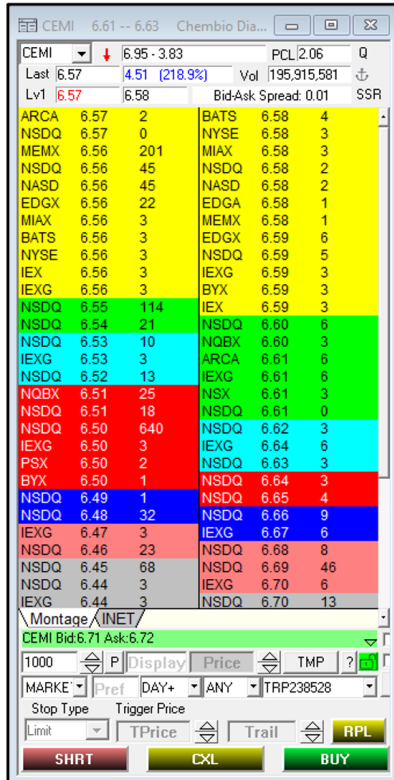 CEMI 6.61 -- 6.63 Chembio Dia...
CEMI 6.95 - 3.83 PCL 2.06 Q
Last 6.57 4.51 (218.9%) Vol 195,915,581
Lv1 6.57 6.58 Bid-Ask Spread: 0.01 SSR
ARCA 6.57 2 BATS 6.58 4
NSDQ 6.57 0 NYSE 6.58 3
MEMX 6.56 201 MIAX 6.58 3
NSDQ 6.56 45 NSDQ 6.58 2
NASD 6.56 45 NASD 6.58 2
EDGX 6.56 22 EDGA 6.58 1
MIAX 6.56 3 MEMX 6.58 1
BATS 6.56 3 EDGX 6.59 6
NYSE 6.56 3 NSDQ 6.59 5
IEX 6.56 3 IEXG 6.59 3
IEXG 6.56 3 BYX 6.59 3
NSDQ 6.55 114 IEX 6.59 3
NSDQ 6.54 21 NSDQ 6.60 6
NSDQ 6.53 10 NQBX 6.60 3
IEXG 6.53 3 ARCA 6.61 6
NSDQ 6.52 13 IEXG 6.61 6
NQBX 6.51 25 NSX 6.61 3
NSDQ 6.51 18 NSDQ 6.61 0
NSDQ 6.50 640 NSDQ 6.62 3
IEXG 6.50 3 IEXG 6.64 6
PSX 6.50 2 NSDQ 6.63 3
BYX 6.50 1 NSDQ 6.64 3
NSDQ 6.49 1 NSDQ 6.65 4
NSDQ 6.48 32 NSDQ 6.66 9
IEXG 6.47 3 IEXG 6.67 6
NSDQ 6.46 23 NSDQ 6.68 8
NSDQ 6.45 68 NSDQ 6.69 46
NSDQ 6.44 3 IEXG 6.70 6
IEXG 6.44 3 NSDQ 6.70 13
Montage INET
CEMI Bid:6.71 Ask:6.72
1000 P Display Price TMP ?
MARKE Pref DAY+ ANY TRP238528
Stop Type Trigger Price
Limit TPrice Trail RPL
SHRT CXL BUY